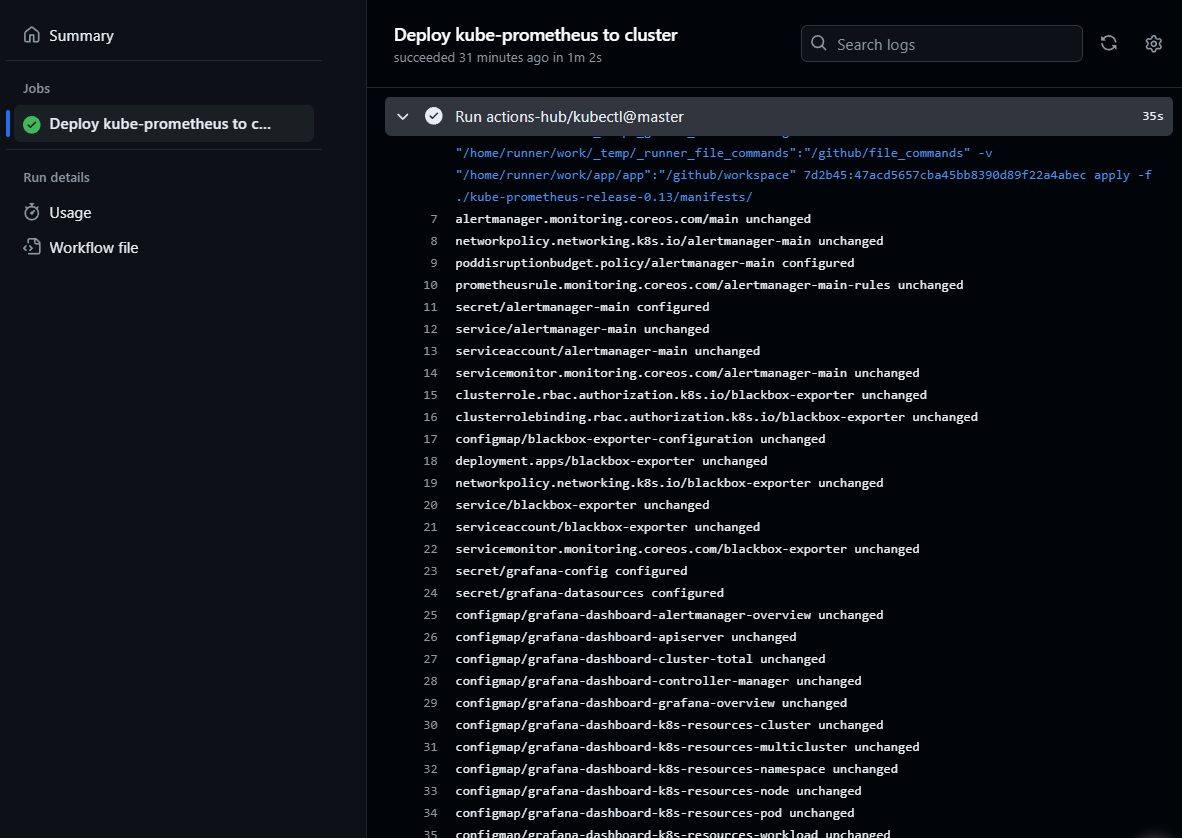 Summary
Jobs
Deploy kube-prometheus to c...
Run details
Usage
Workflow file
Deploy kube-prometheus to cluster
succeeded 31 minutes ago in 1m 2s
Search logs
Run actions-hub/kubectl@master 35s
"/home/runner/work/_temp/_runner_file_commands":"/github/file_commands" -v
"/home/runner/work/app/app":"/github/workspace" 7d2b45:47acd5657cba45bb8390d89f22a4abec apply -f
./kube-prometheus-release-0.13/manifests/
7 alertmanager.monitoring.coreos.com/main unchanged
8 networkpolicy.networking.k8s.io/alertmanager-main unchanged
9 poddisruptionbudget.policy/alertmanager-main configured
10 prometheusrule.monitoring.coreos.com/alertmanager-main-rules unchanged
11 secret/alertmanager-main configured
12 service/alertmanager-main unchanged
13 serviceaccount/alertmanager-main unchanged
14 servicemonitor.monitoring.coreos.com/alertmanager-main unchanged
15 clusterrole.rbac.authorization.k8s.io/blackbox-exporter unchanged
16 clusterrolebinding.rbac.authorization.k8s.io/blackbox-exporter unchanged
17 configmap/blackbox-exporter-configuration unchanged
18 deployment.apps/blackbox-exporter unchanged
19 networkpolicy.networking.k8s.io/blackbox-exporter unchanged
20 service/blackbox-exporter unchanged
21 serviceaccount/blackbox-exporter unchanged
22 servicemonitor.monitoring.coreos.com/blackbox-exporter unchanged
23 secret/grafana-config configured
24 secret/grafana-datasources configured
25 configmap/grafana-dashboard-alertmanager-overview unchanged
26 configmap/grafana-dashboard-apiserver unchanged
27 configmap/grafana-dashboard-cluster-total unchanged
28 configmap/grafana-dashboard-controller-manager unchanged
29 configmap/grafana-dashboard-grafana-overview unchanged
30 configmap/grafana-dashboard-k8s-resources-cluster unchanged
31 configmap/grafana-dashboard-k8s-resources-multicluster unchanged
32 configmap/grafana-dashboard-k8s-resources-namespace unchanged
33 configmap/grafana-dashboard-k8s-resources-node unchanged
34 configmap/grafana-dashboard-k8s-resources-pod unchanged
35 configmap/grafana-dashboard-k8s-resources-workload unchanged